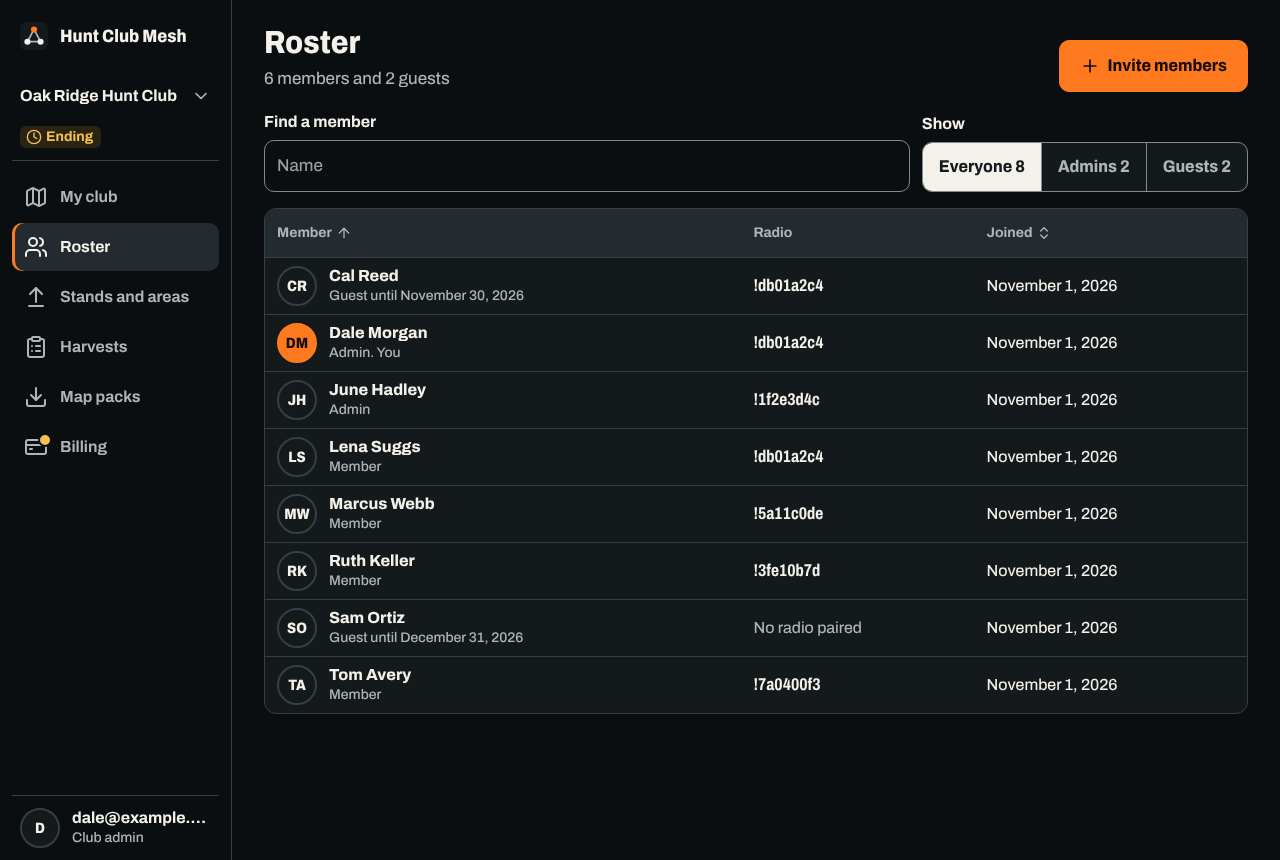 Hunt Club Mesh
Oak Ridge Hunt Club
Ending
My club
Roster
Stands and areas
Harvests
Map packs
Billing
D
dale@example....
Club admin
Roster
6 members and 2 guests
Invite members
Find a member
Name
Show
Everyone 8 Admins 2 Guests 2
Member Radio Joined
CR Cal Reed !db01a2c4 November 1, 2026
Guest until November 30, 2026
DM Dale Morgan !db01a2c4 November 1, 2026
Admin. You
JH June Hadley !1f2e3d4c November 1, 2026
Admin
LS Lena Suggs !db01a2c4 November 1, 2026
Member
MW Marcus Webb !5a11c0de November 1, 2026
Member
RK Ruth Keller !3fe10b7d November 1, 2026
Member
SO Sam Ortiz No radio paired November 1, 2026
Guest until December 31, 2026
TA Tom Avery !7a0400f3 November 1, 2026
Member